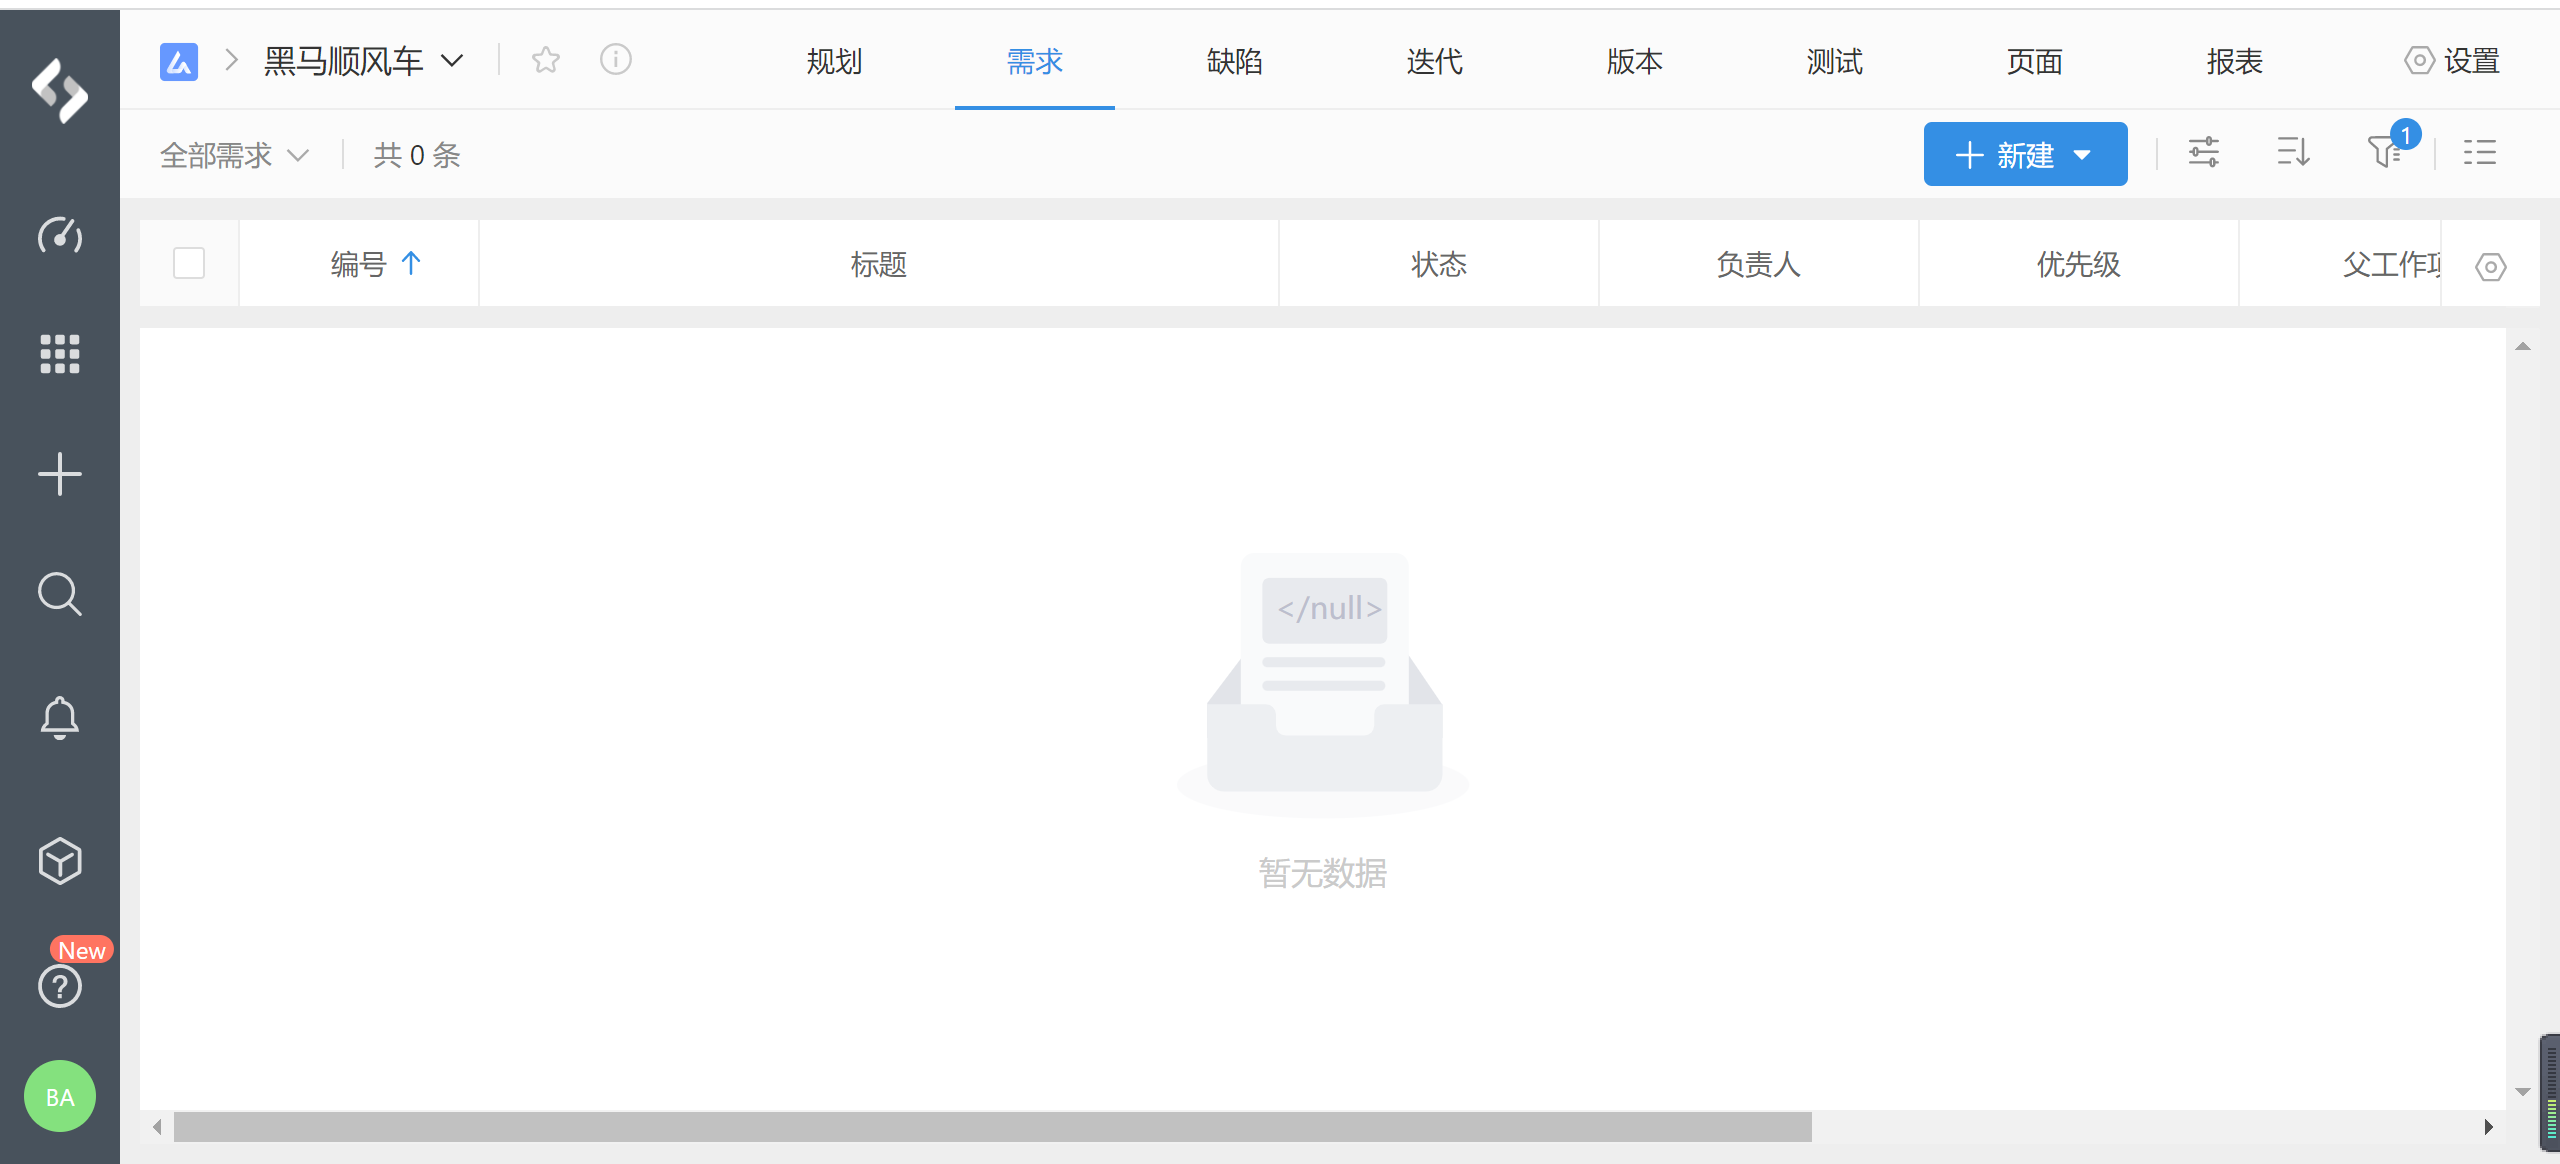 黑马顺风车
规划
需求
缺陷
迭代
版本
测试
页面
报表
设置
全部需求
共 0 条
新建
1
编号
标题
状态
负责人
优先级
父工作项
</null>
暂无数据
New
BA